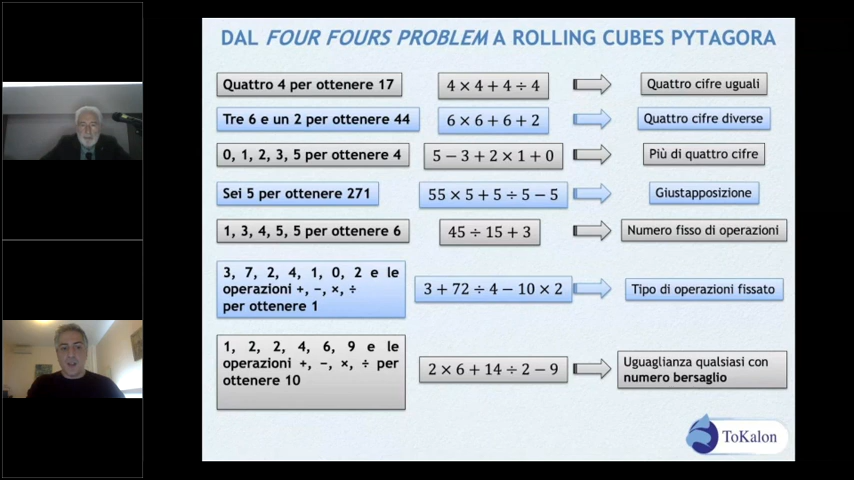 DAL FOUR FOURS PROBLEM A ROLLING CUBES PYTAGORA
Quattro 4 per ottenere 17
4 × 4 + 4 ÷ 4
Quattro cifre uguali
Tre 6 e un 2 per ottenere 44
6 × 6 + 6 + 2
Quattro cifre diverse
0, 1, 2, 3, 5 per ottenere 4
5 − 3 + 2 × 1 + 0
Più di quattro cifre
Sei 5 per ottenere 271
55 × 5 + 5 ÷ 5 − 5
Giustapposizione
1, 3, 4, 5, 5 per ottenere 6
45 ÷ 15 + 3
Numero fisso di operazioni
3, 7, 2, 4, 1, 0, 2 e le
operazioni +, −, ×, ÷
per ottenere 1
3 + 72 ÷ 4 − 10 × 2
Tipo di operazioni fissato
1, 2, 2, 4, 6, 9 e le
operazioni +, −, ×, ÷ per
ottenere 10
2 × 6 + 14 ÷ 2 − 9
Uguaglianza qualsiasi con
numero bersaglio
ToKalon